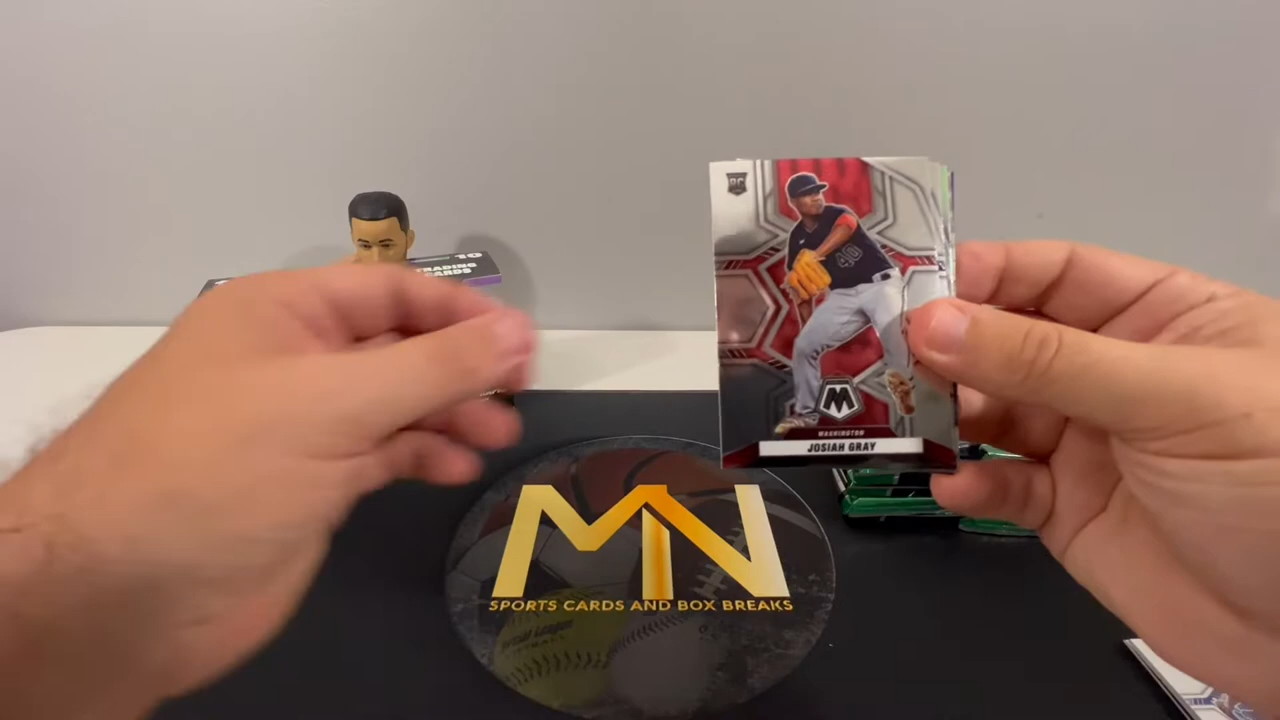 10
TRADING
CARDS
RC
40
M
WASHINGTON
JOSIAH GRAY
MN
SPORTS CARDS AND BOX BREAKS